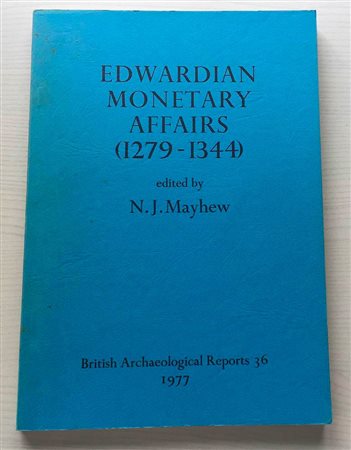 EDWARDIAN
MONETARY
AFFAIRS
(1279-1344)
edited by
N. J. Mayhew
British Archaeological Reports 36
1977